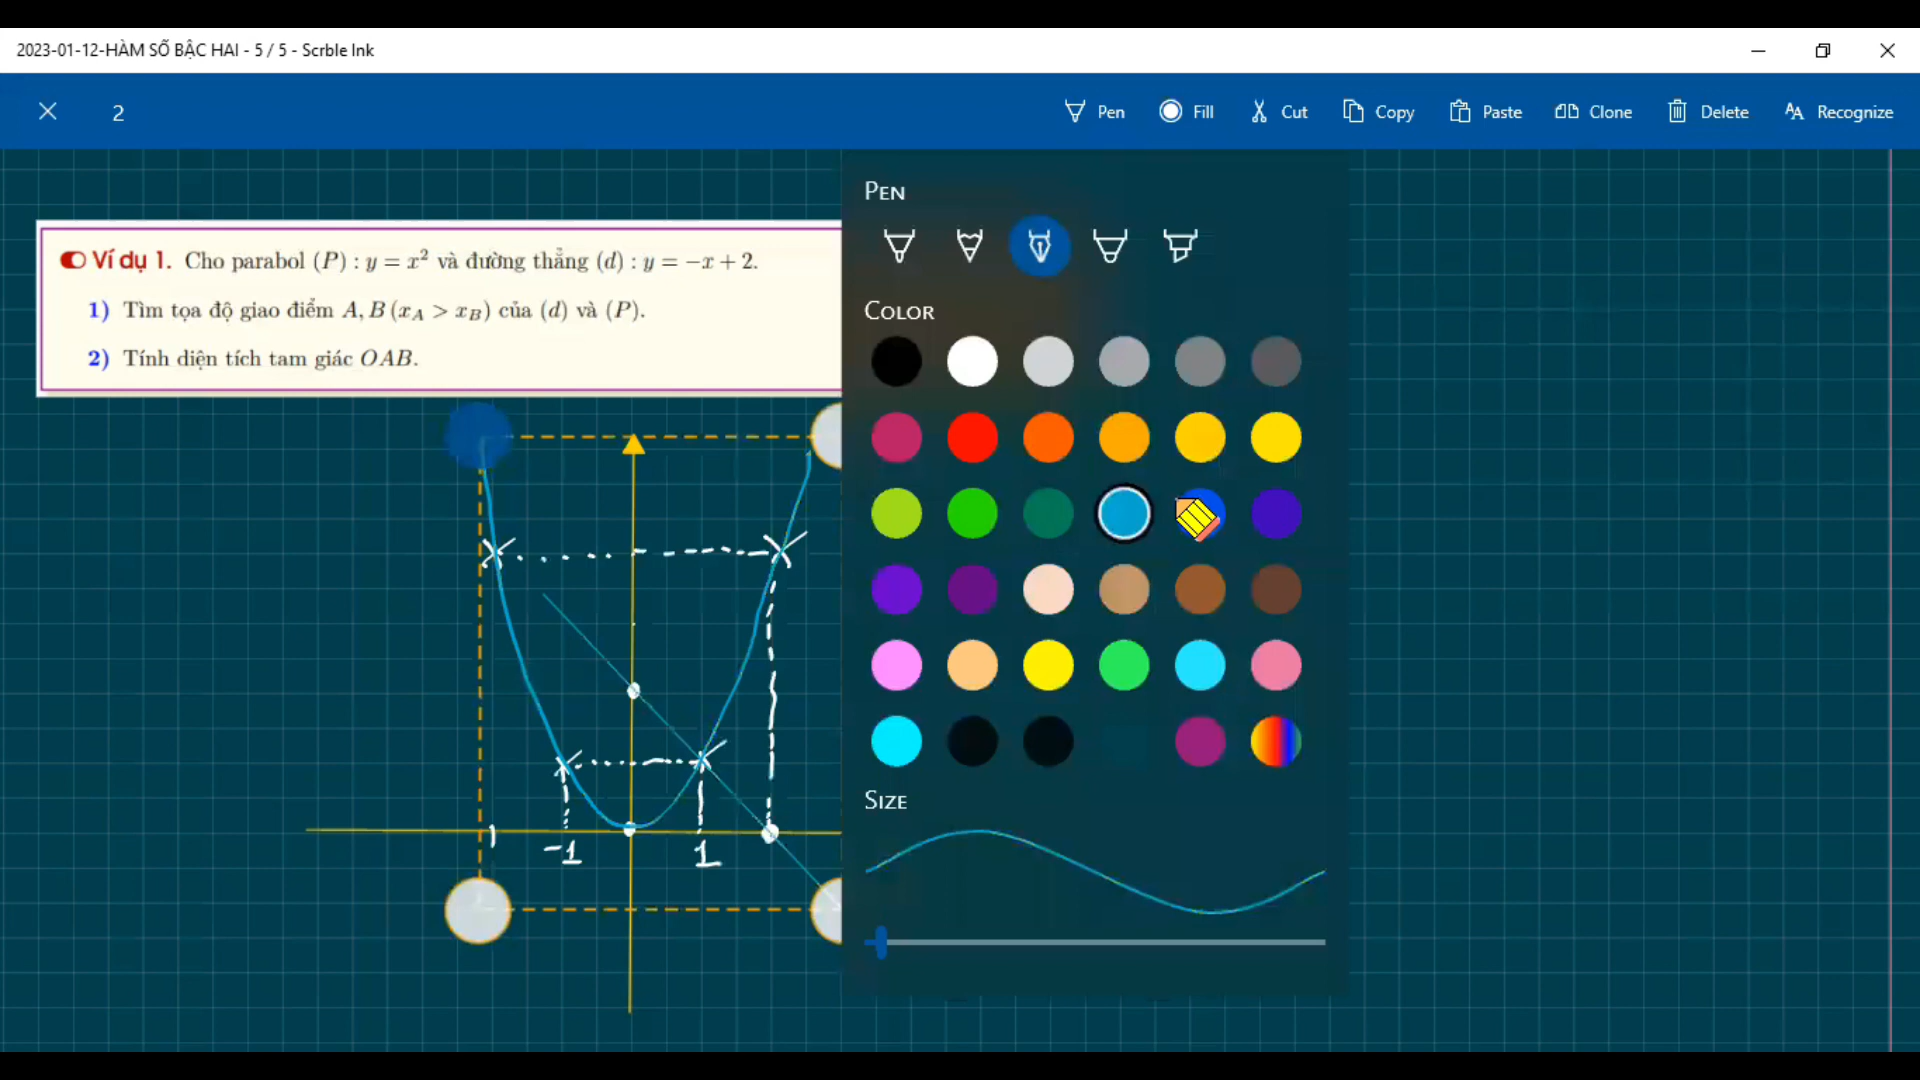 2023-01-12-HÀM SỐ BẬC HAI - 5 / 5 - Scrble Ink
2 Pen Fill Cut Copy Paste Clone Delete Recognize
Ví dụ 1. Cho parabol (P) : y = x² và đường thẳng (d) : y = −x + 2.
1) Tìm tọa độ giao điểm A, B (x_A > x_B) của (d) và (P).
2) Tính diện tích tam giác OAB.
-1 1
PEN
COLOR
SIZE